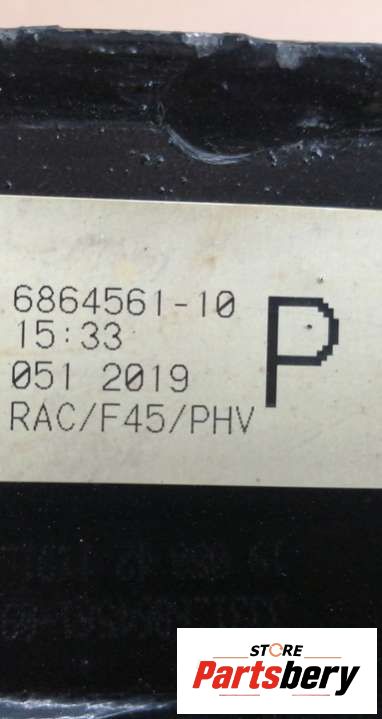 6864561-10
15:33
051 2019
RAC/F45/PHV
P
STORE
Partsbery